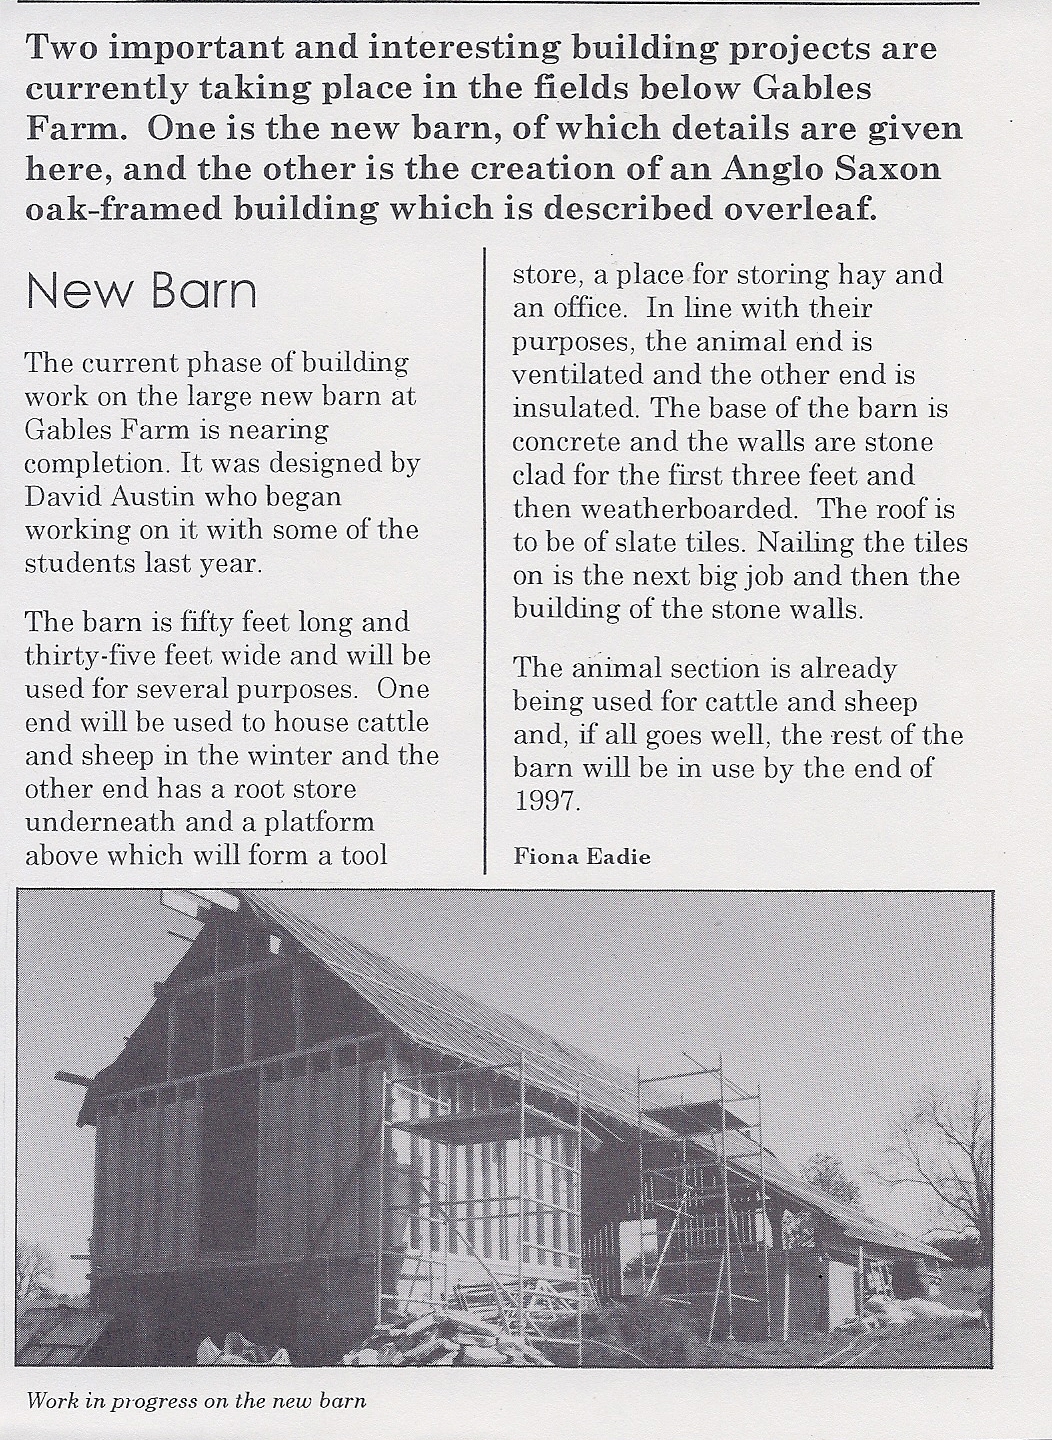 Two important and interesting building projects are
currently taking place in the fields below Gables
Farm. One is the new barn, of which details are given
here, and the other is the creation of an Anglo Saxon
oak-framed building which is described overleaf.
New Barn
The current phase of building
work on the large new barn at
Gables Farm is nearing
completion. It was designed by
David Austin who began
working on it with some of the
students last year.
The barn is fifty feet long and
thirty-five feet wide and will be
used for several purposes. One
end will be used to house cattle
and sheep in the winter and the
other end has a root store
underneath and a platform
above which will form a tool
store, a place for storing hay and
an office. In line with their
purposes, the animal end is
ventilated and the other end is
insulated. The base of the barn is
concrete and the walls are stone
clad for the first three feet and
then weatherboarded. The roof is
to be of slate tiles. Nailing the tiles
on is the next big job and then the
building of the stone walls.
The animal section is already
being used for cattle and sheep
and, if all goes well, the rest of the
barn will be in use by the end of
1997.
Fiona Eadie
Work in progress on the new barn